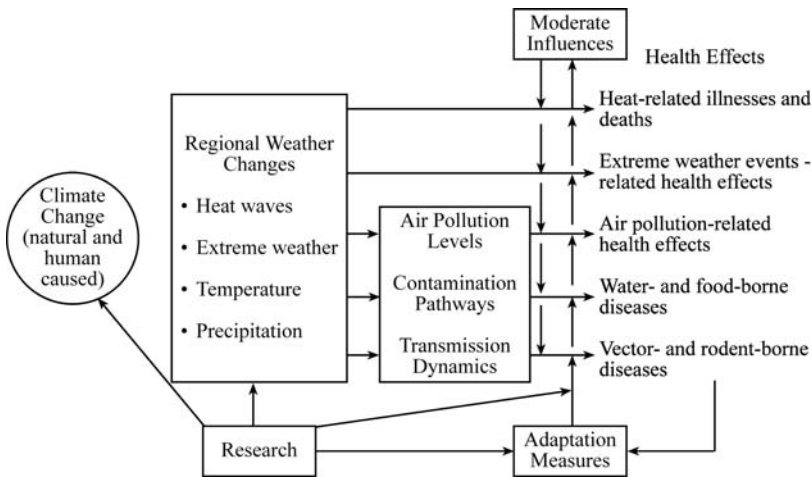 Moderate
Influences
Health Effects
Heat-related illnesses and
deaths
Regional Weather
Changes
• Heat waves
• Extreme weather
• Temperature
• Precipitation
Extreme weather events -
related health effects
Climate
Change
(natural and
human
caused)
Air Pollution
Levels
Air pollution-related
health effects
Contamination
Pathways
Water- and food-borne
diseases
Transmission
Dynamics
Vector- and rodent-borne
diseases
Research
Adaptation
Measures